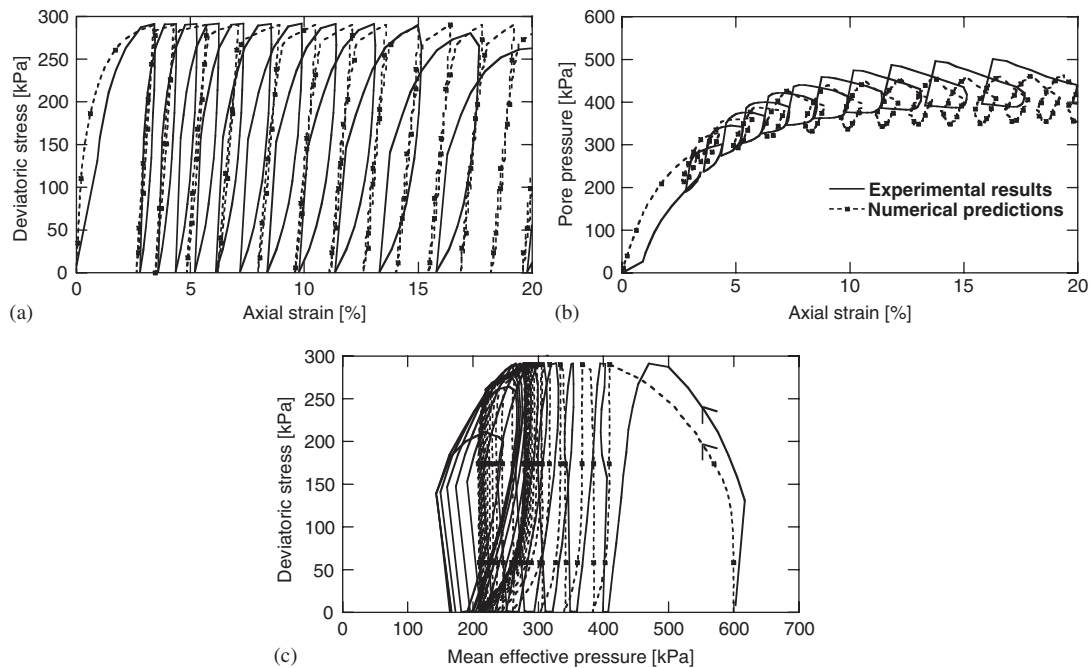 300
250
200
150
100
50
0
Deviatoric stress [kPa]
0 5 10 15 20
Axial strain [%]
(a)
600
500
400
300
200
100
0
Pore pressure [kPa]
Experimental results
Numerical predictions
0 5 10 15 20
Axial strain [%]
(b)
300
250
200
150
100
50
0
Deviatoric stress [kPa]
0 100 200 300 400 500 600 700
Mean effective pressure [kPa]
(c)